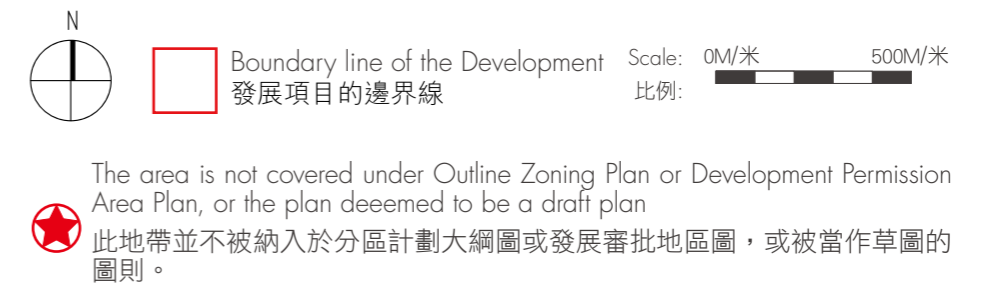 N
Boundary line of the Development
發展項目的邊界線
Scale: 0M/米 500M/米
比例:
The area is not covered under Outline Zoning Plan or Development Permission
Area Plan, or the plan deeemed to be a draft plan
此地帶並不被納入於分區計劃大綱圖或發展審批地區圖，或被當作草圖的
圖則。